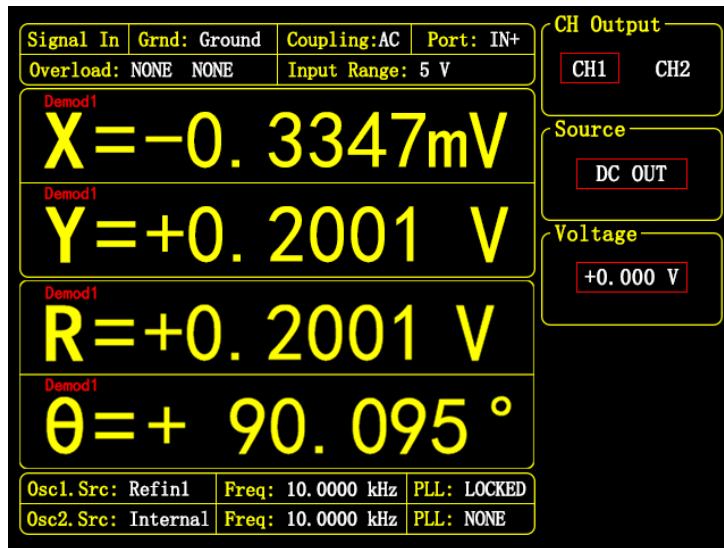 Signal In Grnd: Ground Coupling:AC Port: IN+
Overload: NONE NONE Input Range: 5 V
Demod1
X=-0.3347mV
Demod1
Y=+0.2001 V
Demod1
R=+0.2001 V
Demod1
θ=+ 90.095°
Osc1.Src: Refin1 Freq: 10.0000 kHz PLL: LOCKED
Osc2.Src: Internal Freq: 10.0000 kHz PLL: NONE
CH Output
CH1 CH2
Source
DC OUT
Voltage
+0.000 V